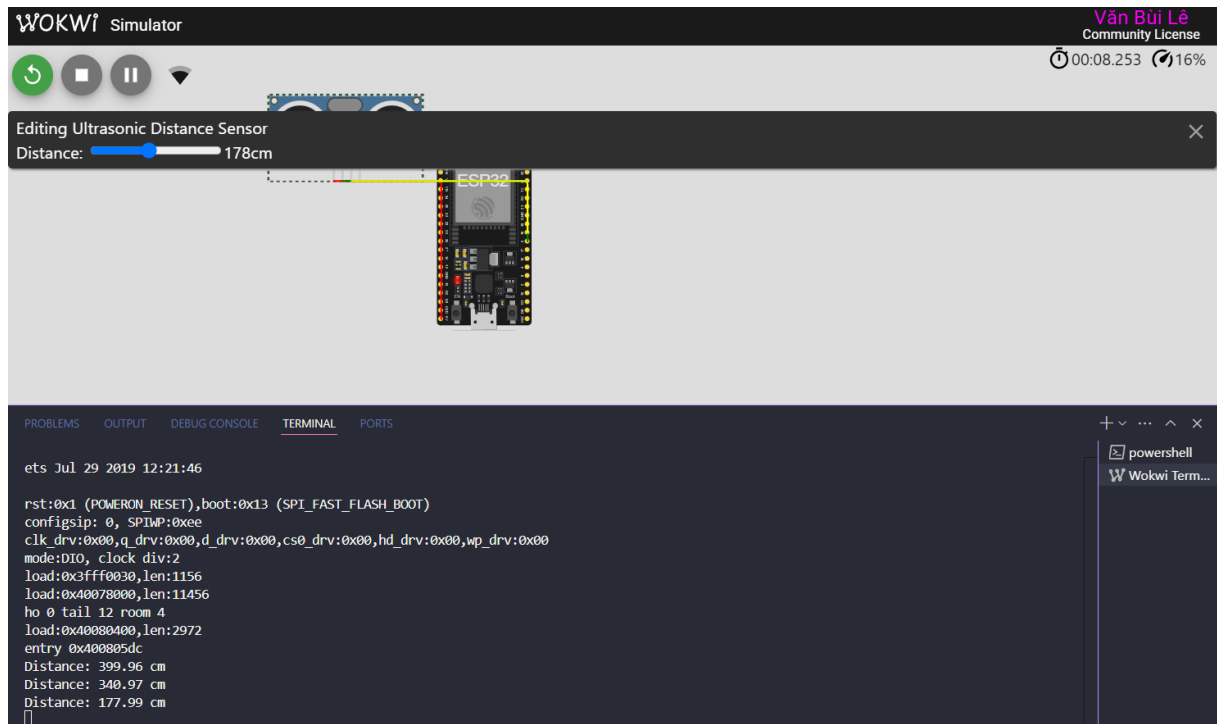 WOKWI Simulator
Văn Bùi Lê
Community License
00:08.253 16%
Editing Ultrasonic Distance Sensor
Distance: 178cm
ESP32
PROBLEMS OUTPUT DEBUG CONSOLE TERMINAL PORTS
powershell
Wokwi Term...
ets Jul 29 2019 12:21:46
rst:0x1 (POWERON_RESET),boot:0x13 (SPI_FAST_FLASH_BOOT)
configsip: 0, SPIWP:0xee
clk_drv:0x00,q_drv:0x00,d_drv:0x00,cs0_drv:0x00,hd_drv:0x00,wp_drv:0x00
mode:DIO, clock div:2
load:0x3fff0030,len:1156
load:0x40078000,len:11456
ho 0 tail 12 room 4
load:0x40080400,len:2972
entry 0x400805dc
Distance: 399.96 cm
Distance: 340.97 cm
Distance: 177.99 cm